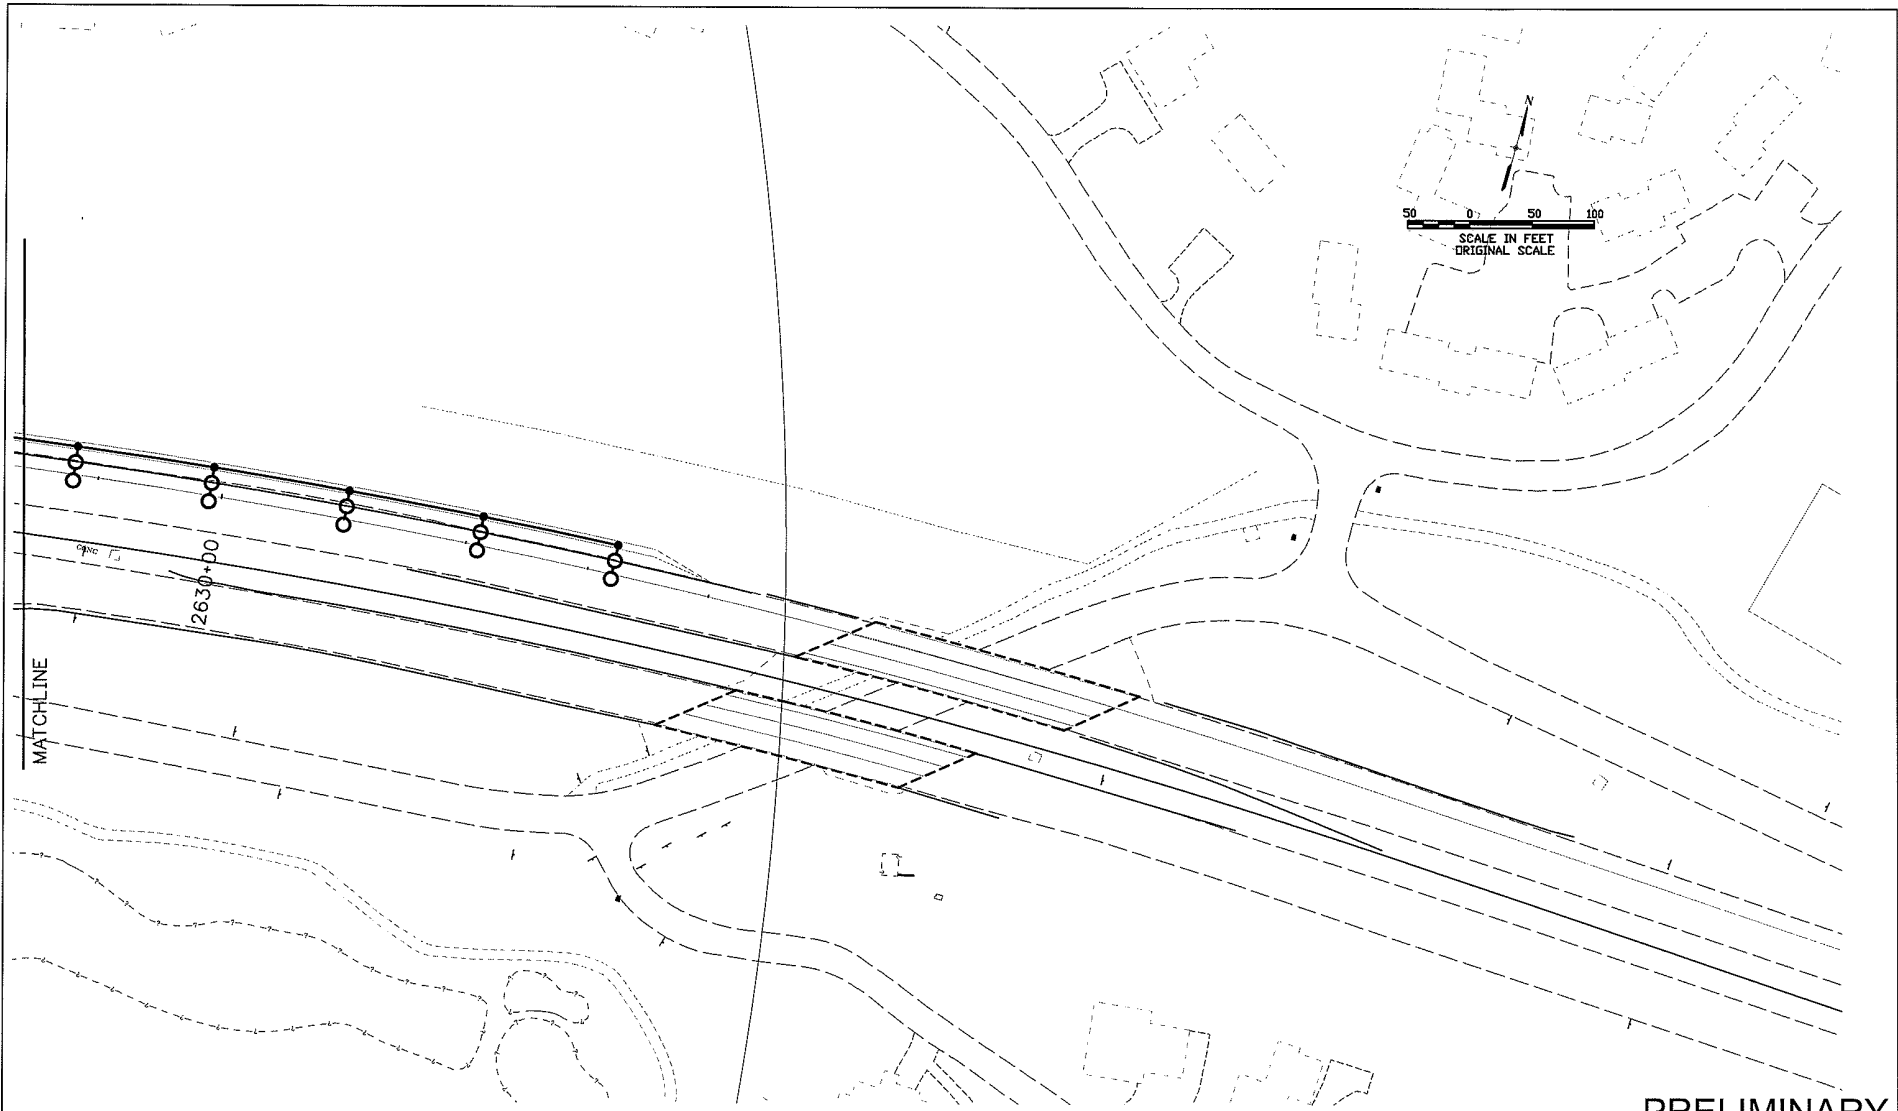 N
50 0 50 100
SCALE IN FEET
ORIGINAL SCALE
CONC
2630+00
MATCHLINE
PRELIMINARY